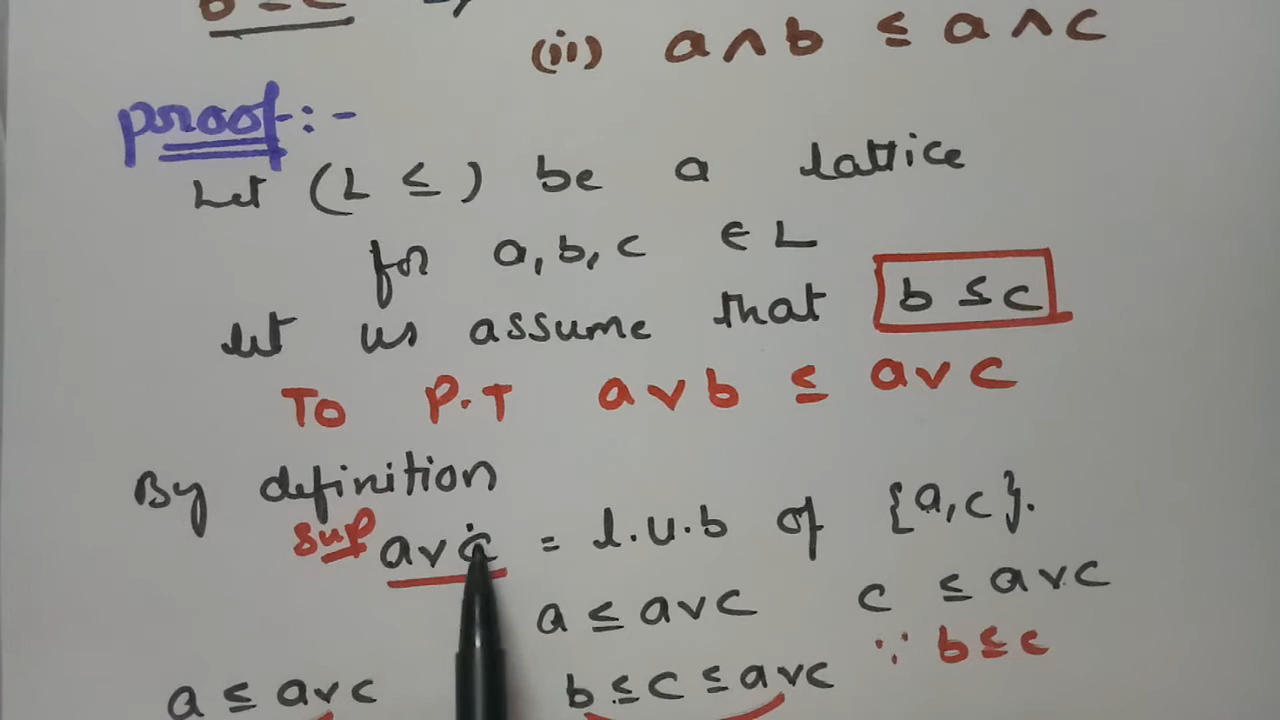 (ii) a ∧ b ≤ a ∧ c
proof:-
Let (L ≤) be a lattice
for a, b, c ∈ L
Let us assume that b ≤ c
To P.T a ∨ b ≤ a ∨ c
By definition
sup a ∨ c = l.u.b of {a, c}.
a ≤ a ∨ c c ≤ a ∨ c
∵ b ≤ c
a ≤ a ∨ c b ≤ c ≤ a ∨ c